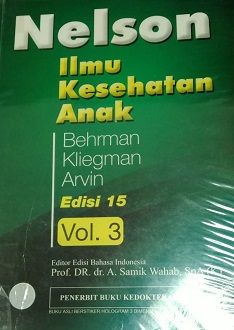 Nelson
Ilmu
Kesehatan
Anak
Behrman
Kliegman
Arvin
Edisi 15
Vol. 3
Editor Edisi Bahasa Indonesia
Prof. DR. dr. A. Samik Wahab, SpA (K)
PENERBIT BUKU KEDOKTER
BUKU ASLI BERSTIKER HOLOGRAM 3 DIMENSI